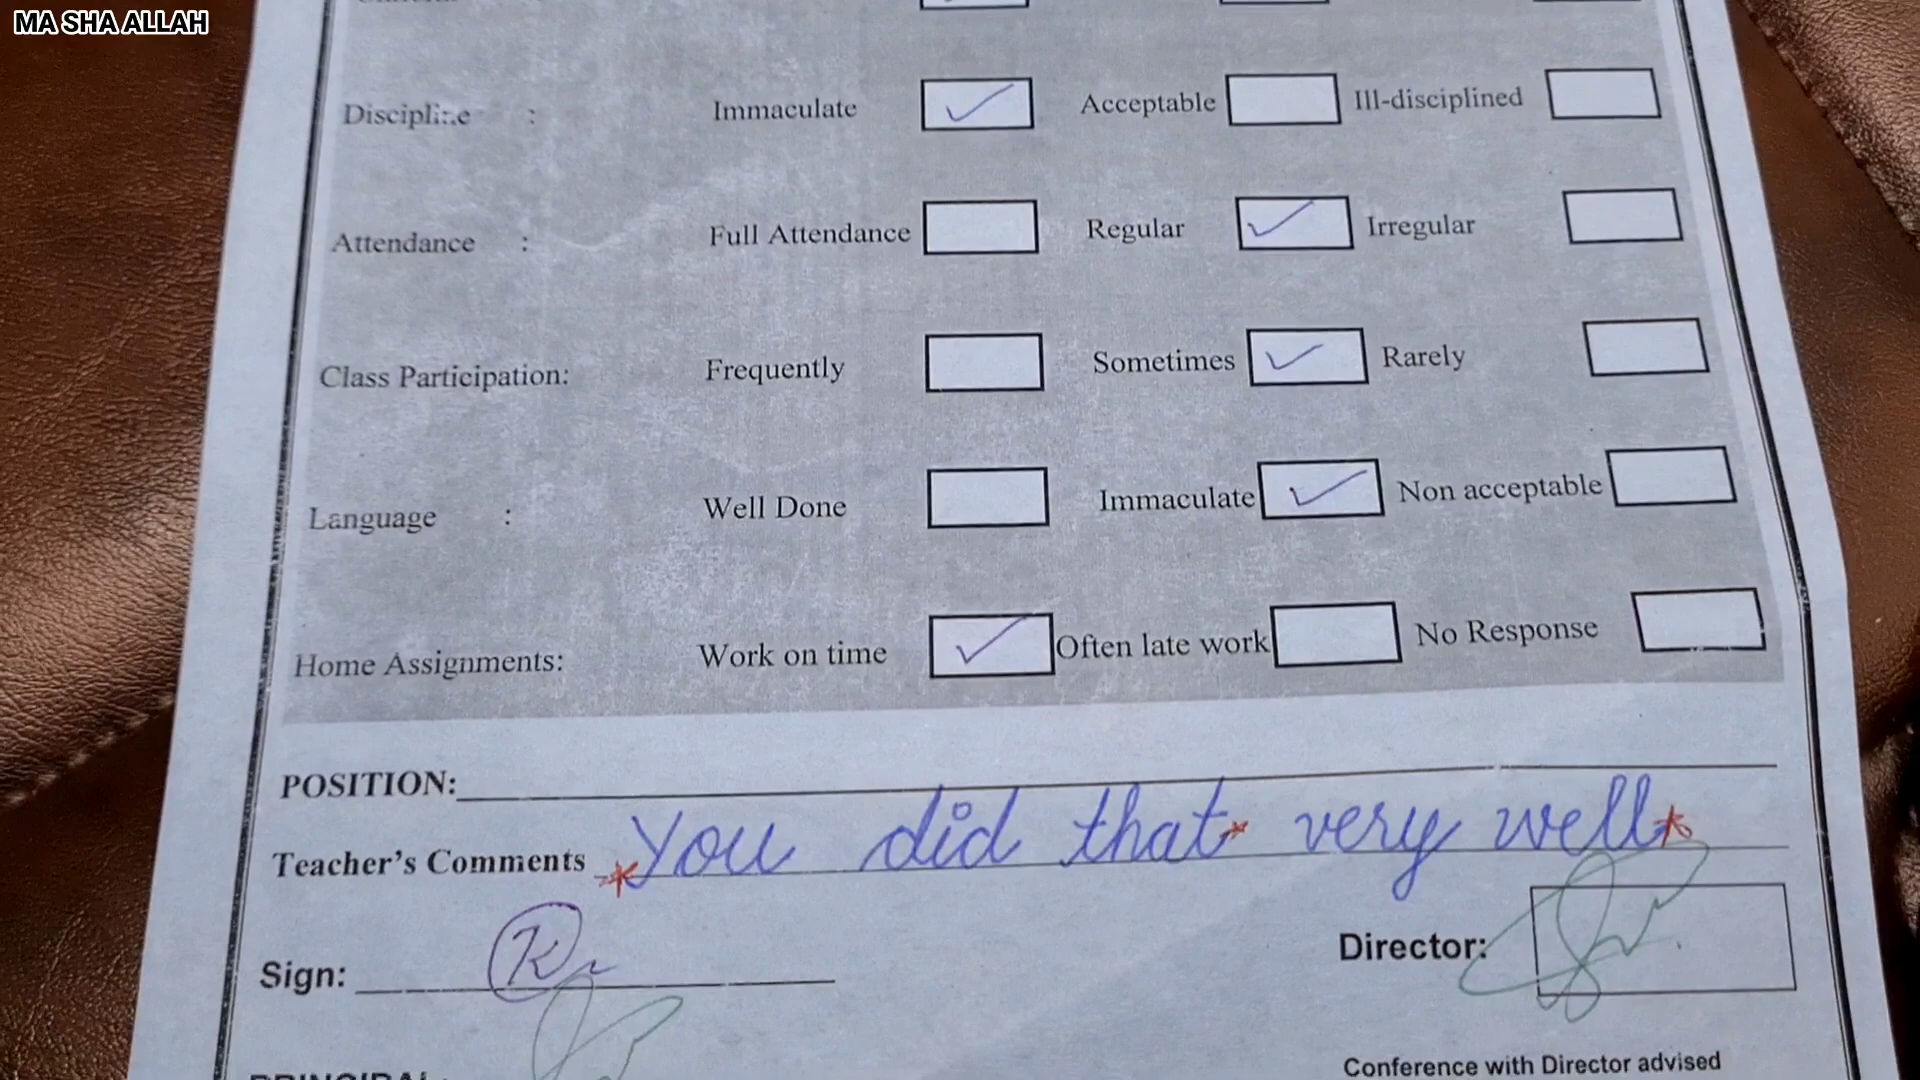 MA SHA ALLAH
Discipline : Immaculate Acceptable Ill-disciplined
Attendance : Full Attendance Regular Irregular
Class Participation: Frequently Sometimes Rarely
Language : Well Done Immaculate Non acceptable
Home Assignments: Work on time Often late work No Response
POSITION:
Teacher's Comments You did that very well
Sign:
Director:
Conference with Director advised